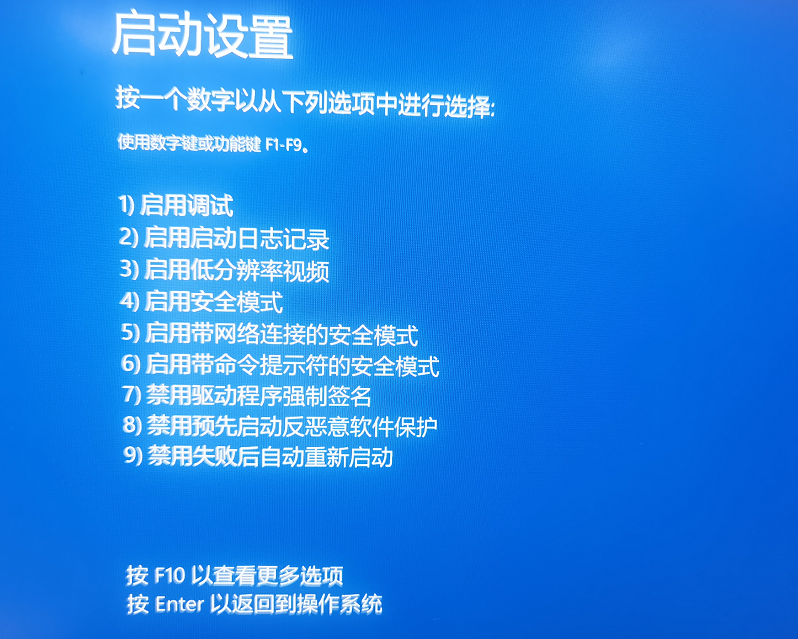 启动设置
按一个数字以从下列选项中进行选择:
使用数字键或功能键 F1-F9。
1) 启用调试
2) 启用启动日志记录
3) 启用低分辨率视频
4) 启用安全模式
5) 启用带网络连接的安全模式
6) 启用带命令提示符的安全模式
7) 禁用驱动程序强制签名
8) 禁用预先启动反恶意软件保护
9) 禁用失败后自动重新启动
按 F10 以查看更多选项
按 Enter 以返回到操作系统